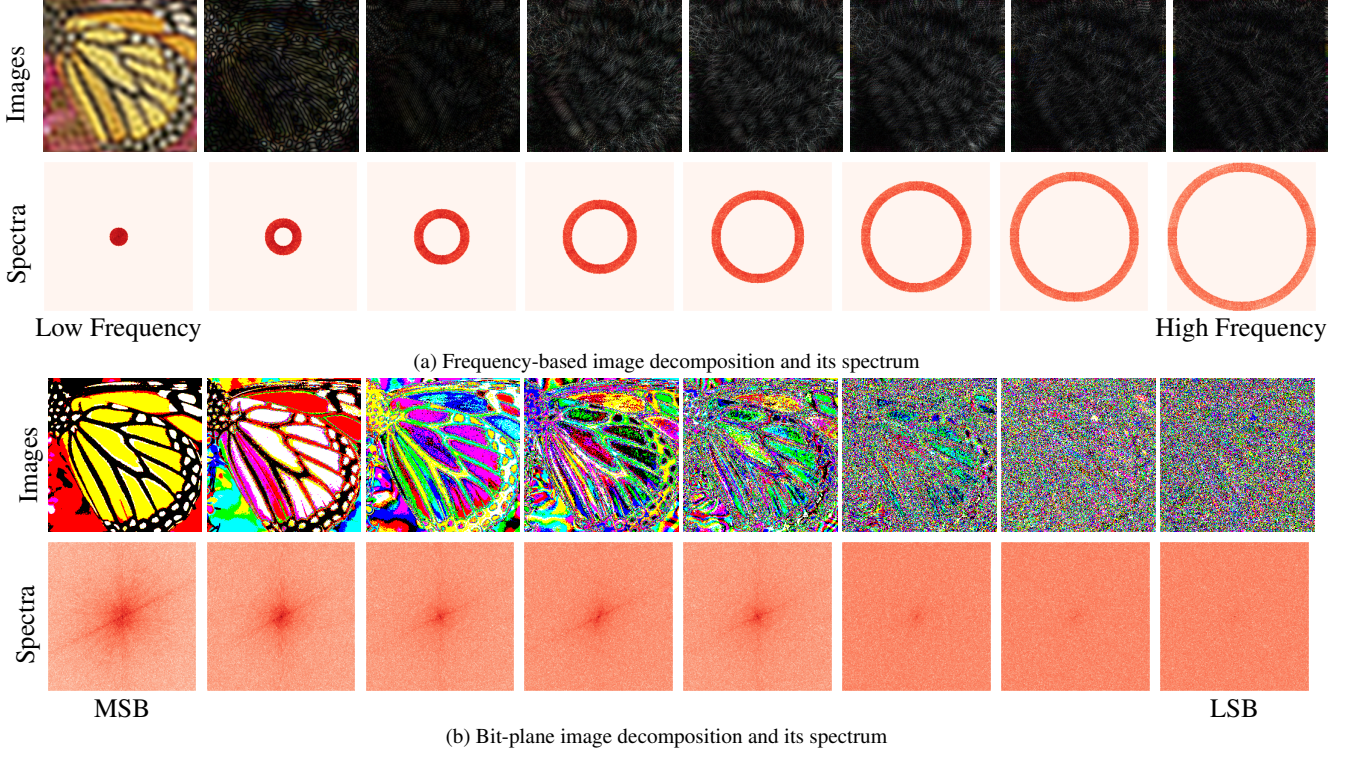 Images
Spectra
Low Frequency
High Frequency
(a) Frequency-based image decomposition and its spectrum
Images
Spectra
MSB
LSB
(b) Bit-plane image decomposition and its spectrum